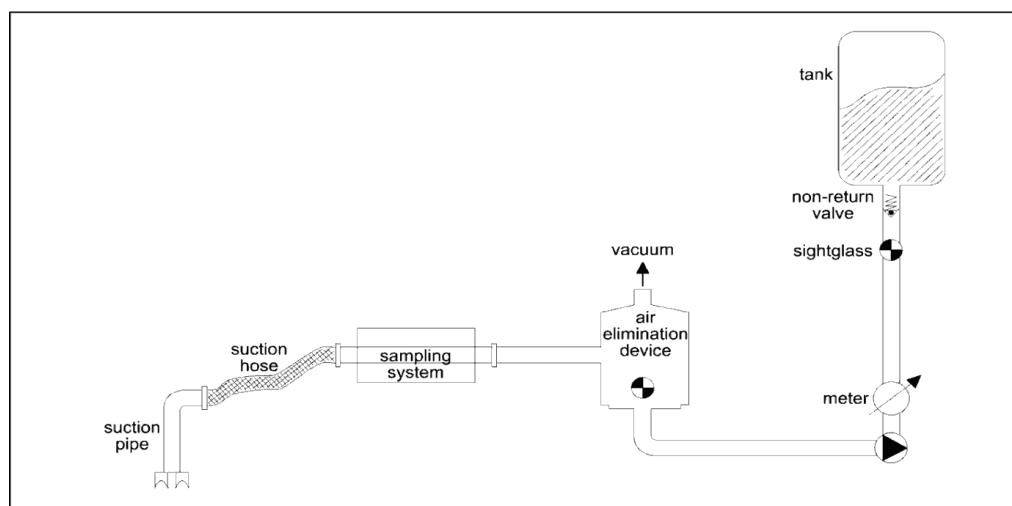 tank
non-return
valve
sightglass
vacuum
air
elimination
device
suction
hose
sampling
system
meter
suction
pipe